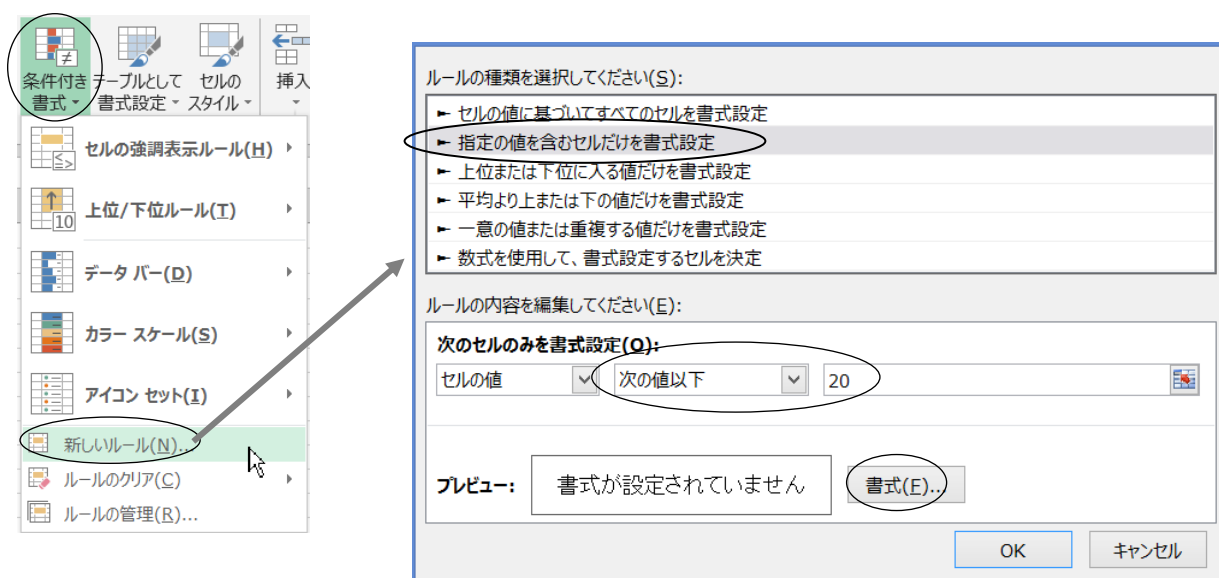 条件付き
書式
テーブルとして
書式設定
セルの
スタイル
挿入
セルの強調表示ルール(H)
上位/下位ルール(T)
10
データ バー(D)
カラー スケール(S)
アイコン セット(I)
新しいルール(N)...
ルールのクリア(C)
ルールの管理(R)...
ルールの種類を選択してください(S):
► セルの値に基づいてすべてのセルを書式設定
► 指定の値を含むセルだけを書式設定
► 上位または下位に入る値だけを書式設定
► 平均より上または下の値だけを書式設定
► 一意の値または重複する値だけを書式設定
► 数式を使用して、書式設定するセルを決定
ルールの内容を編集してください(E):
次のセルのみを書式設定(O):
セルの値 次の値以下 20
プレビュー: 書式が設定されていません 書式(F)...
OK キャンセル